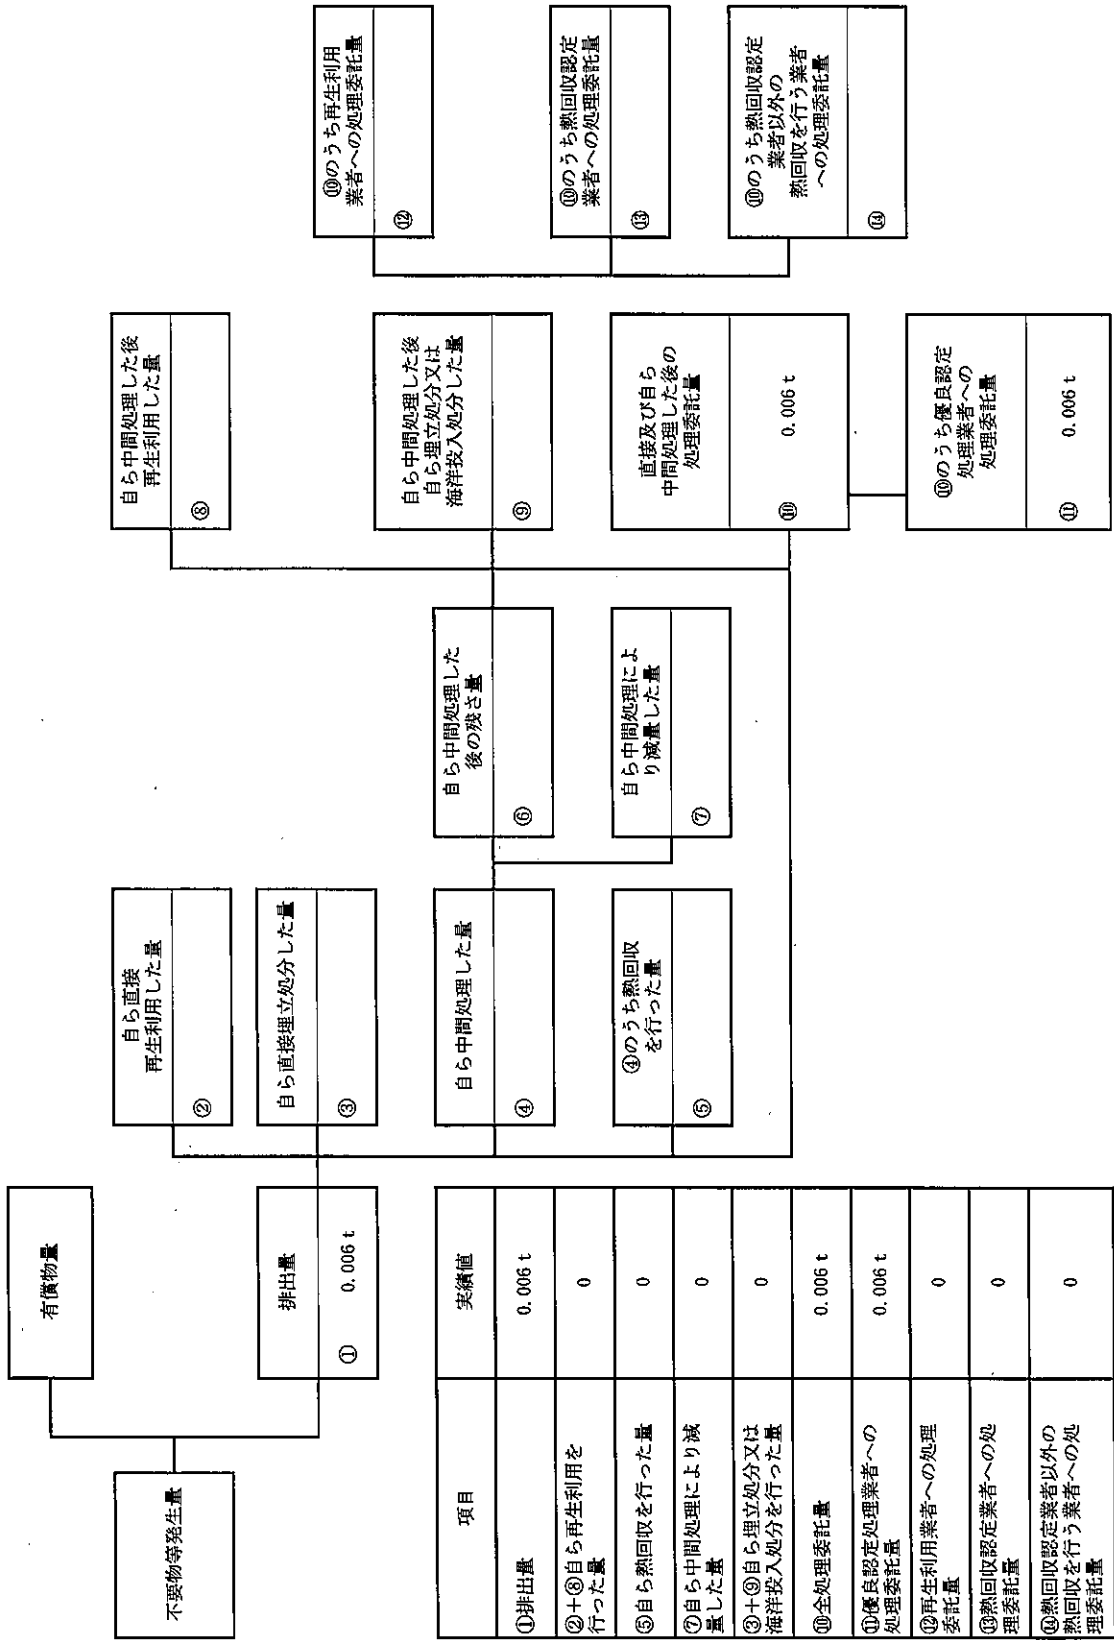 不要物等発生量
有償物量
排出量
① 0.006 t
自ら直接
再生利用した量
②
自ら直接埋立処分した量
③
自ら中間処理した量
④
④のうち熱回収
を行った量
⑤
自ら中間処理した
後の残さ量
⑥
自ら中間処理によ
り減量した量
⑦
自ら中間処理した後
再生利用した量
⑧
自ら中間処理した後
自ら埋立処分又は
海洋投入処分した量
⑨
直接及び自ら
中間処理した後の
処理委託量
⑩ 0.006 t
⑩のうち優良認定
処理業者への
処理委託量
⑪ 0.006 t
⑩のうち再生利用
業者への処理委託量
⑫
⑩のうち熱回収認定
業者への処理委託量
⑬
⑩のうち熱回収認定
業者以外の
熱回収を行う業者
への処理委託量
⑭
項目 実績値
①排出量 0.006 t
②+⑧自ら再生利用を
行った量 0
⑤自ら熱回収を行った量 0
⑦自ら中間処理により減
量した量 0
③+⑨自ら埋立処分又は
海洋投入処分を行った量 0
⑩全処理委託量 0.006 t
⑪優良認定処理業者への
処理委託量 0.006 t
⑫再生利用業者への処理
委託量 0
⑬熱回収認定業者への処
理委託量 0
⑭熱回収認定業者以外の
熱回収を行う業者への処
理委託量 0